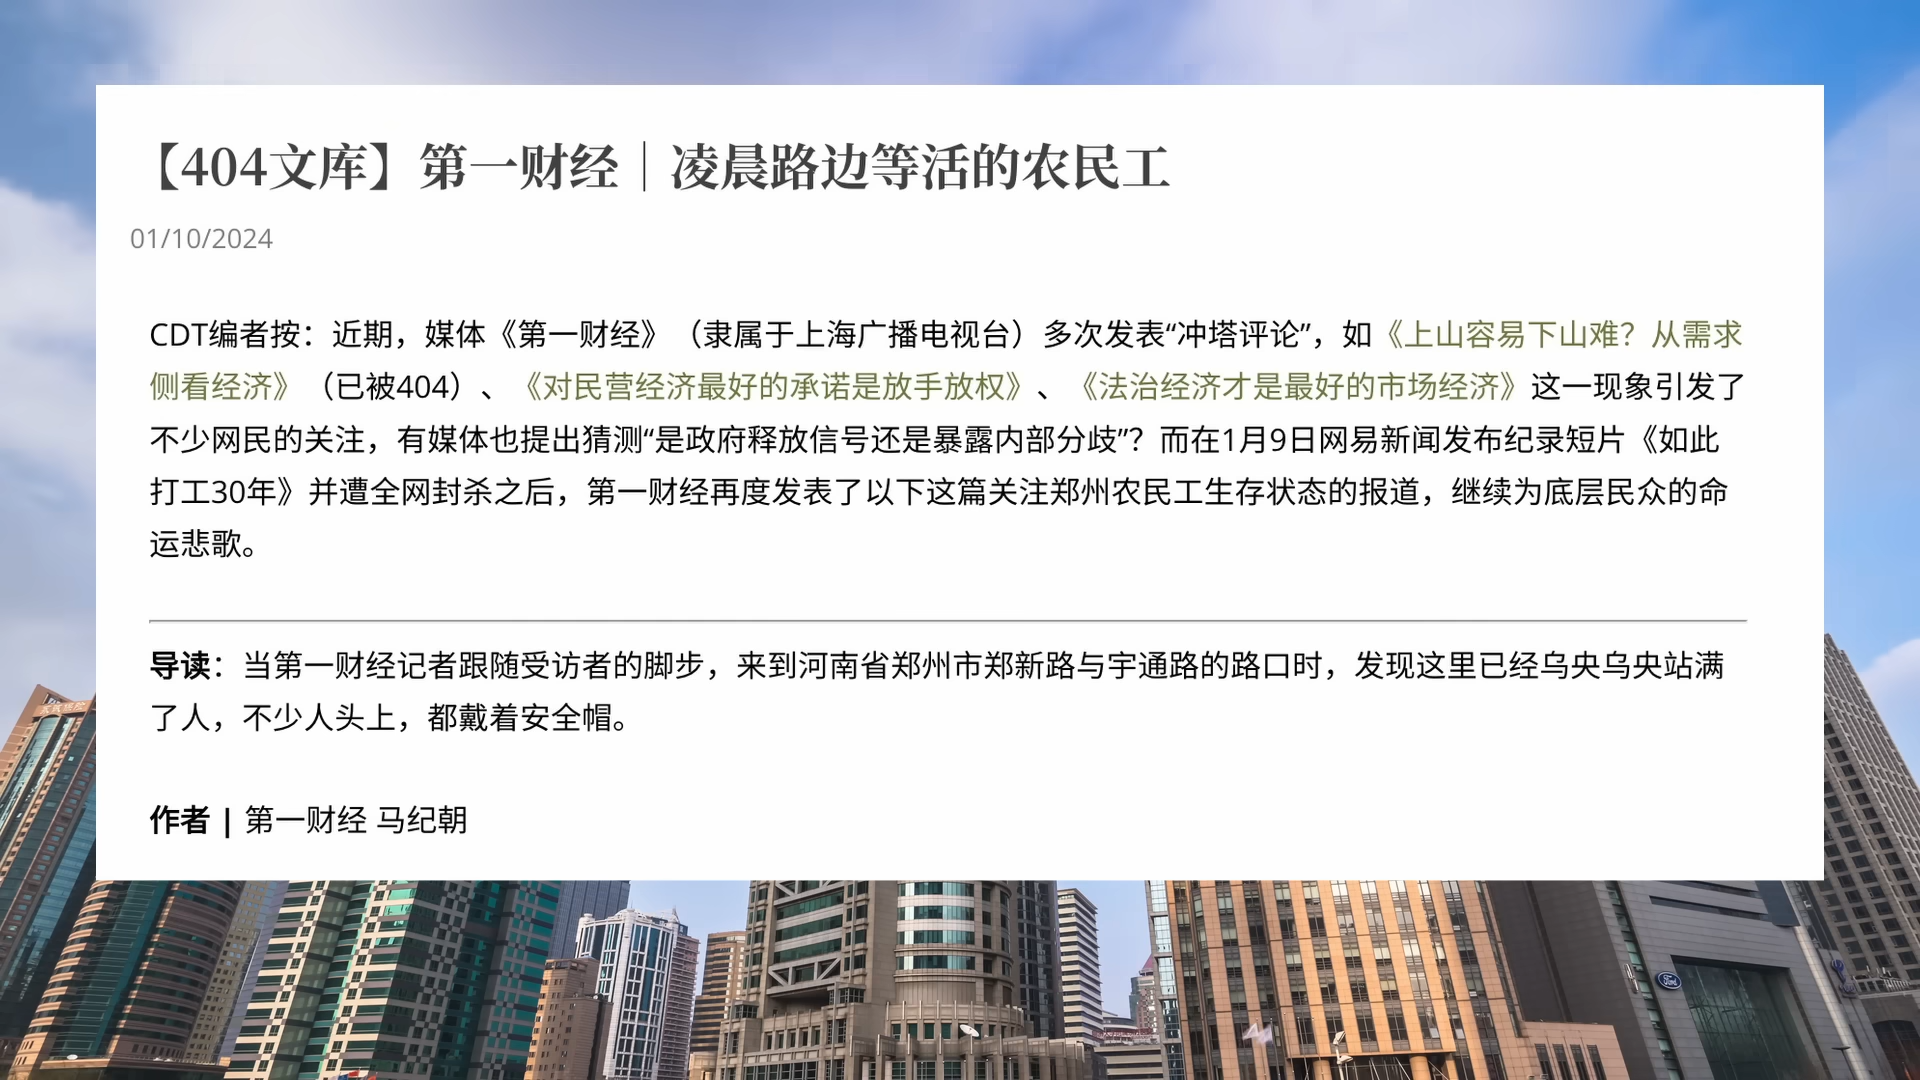 【404文库】第一财经｜凌晨路边等活的农民工
01/10/2024
CDT编者按：近期，媒体《第一财经》（隶属于上海广播电视台）多次发表“冲塔评论”，如《上山容易下山难？从需求
侧看经济》（已被404）、《对民营经济最好的承诺是放手放权》、《法治经济才是最好的市场经济》这一现象引发了
不少网民的关注，有媒体也提出猜测“是政府释放信号还是暴露内部分歧”？而在1月9日网易新闻发布纪录短片《如此
打工30年》并遭全网封杀之后，第一财经再度发表了以下这篇关注郑州农民工生存状态的报道，继续为底层民众的命
运悲歌。
导读：当第一财经记者跟随受访者的脚步，来到河南省郑州市郑新路与宇通路的路口时，发现这里已经乌央乌央站满
了人，不少人头上，都戴着安全帽。
作者 | 第一财经 马纪朝
Ford